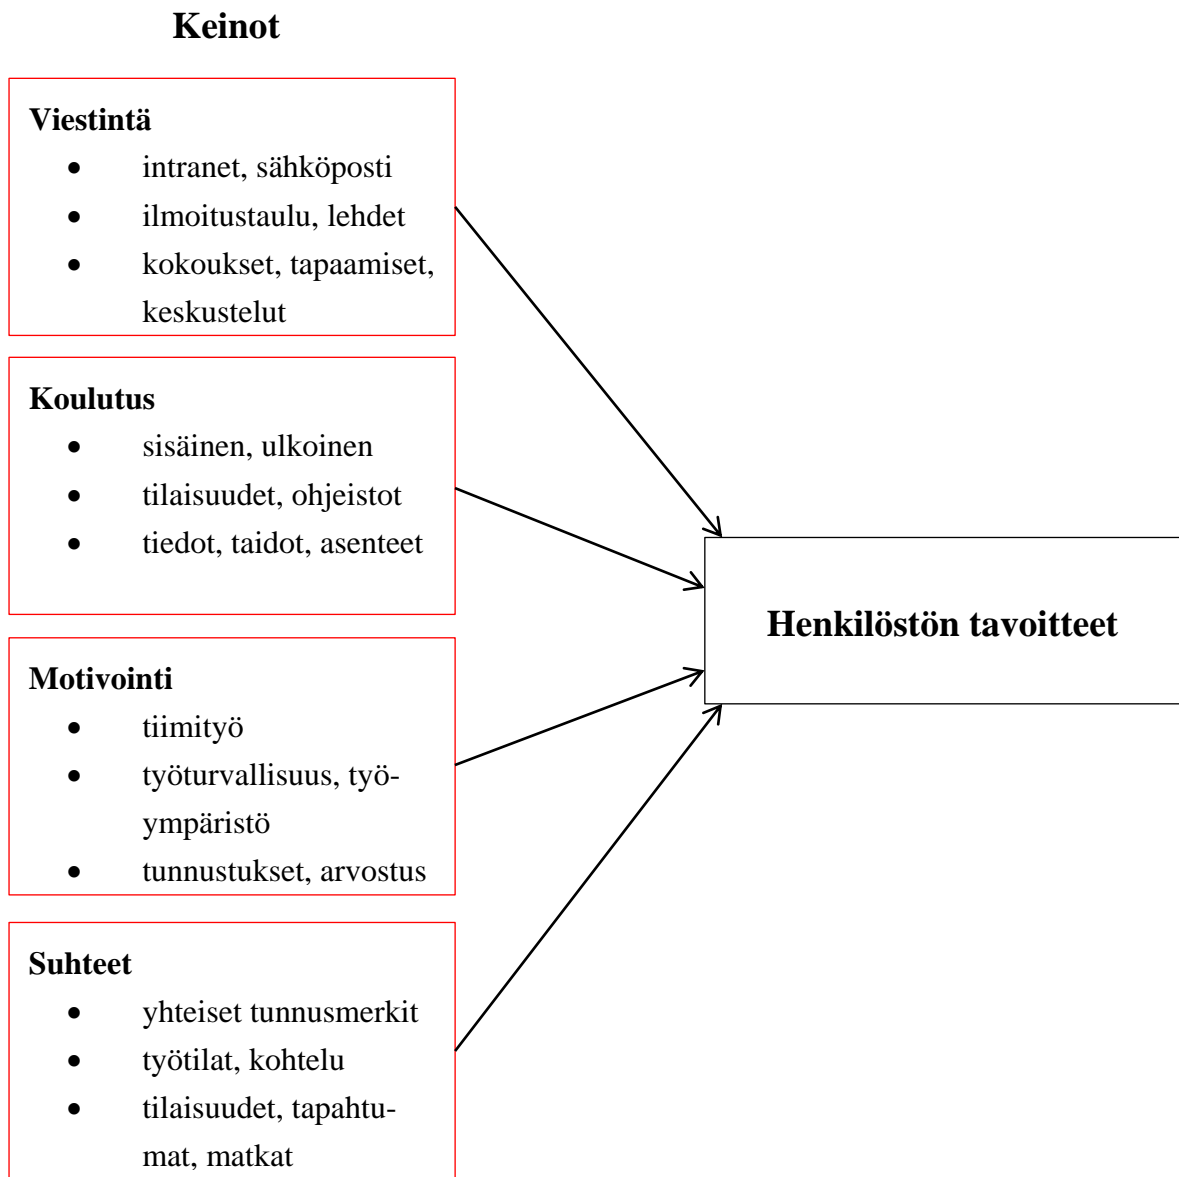 Keinot
Viestintä
• intranet, sähköposti
• ilmoitustaulu, lehdet
• kokoukset, tapaamiset,
keskustelut
Koulutus
• sisäinen, ulkoinen
• tilaisuudet, ohjeistot
• tiedot, taidot, asenteet
Motivointi
• tiimityö
• työturvallisuus, työ-
ympäristö
• tunnustukset, arvostus
Suhteet
• yhteiset tunnusmerkit
• työtilat, kohtelu
• tilaisuudet, tapahtu-
mat, matkat
Henkilöstön tavoitteet